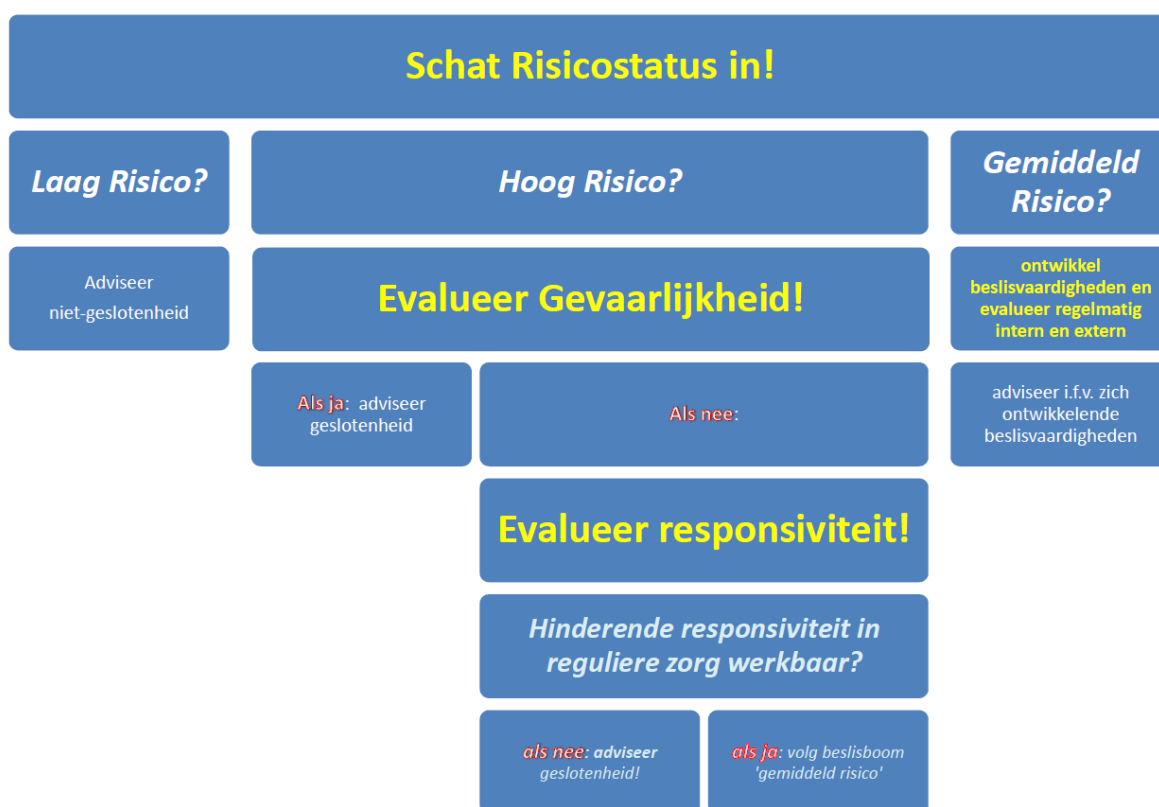 Schat Risicostatus in!
Laag Risico?
Hoog Risico?
Gemiddeld
Risico?
Adviseer
niet-geslotenheid
Evalueer Gevaarlijkheid!
ontwikkel
beslisvaardigheden en
evalueer regelmatig
intern en extern
Als ja: adviseer
geslotenheid
Als nee:
adviseer i.f.v. zich
ontwikkelende
beslisvaardigheden
Evalueer responsiviteit!
Hinderende responsiviteit in
reguliere zorg werkbaar?
als nee: adviseer
geslotenheid!
als ja: volg beslisboom
'gemiddeld risico'